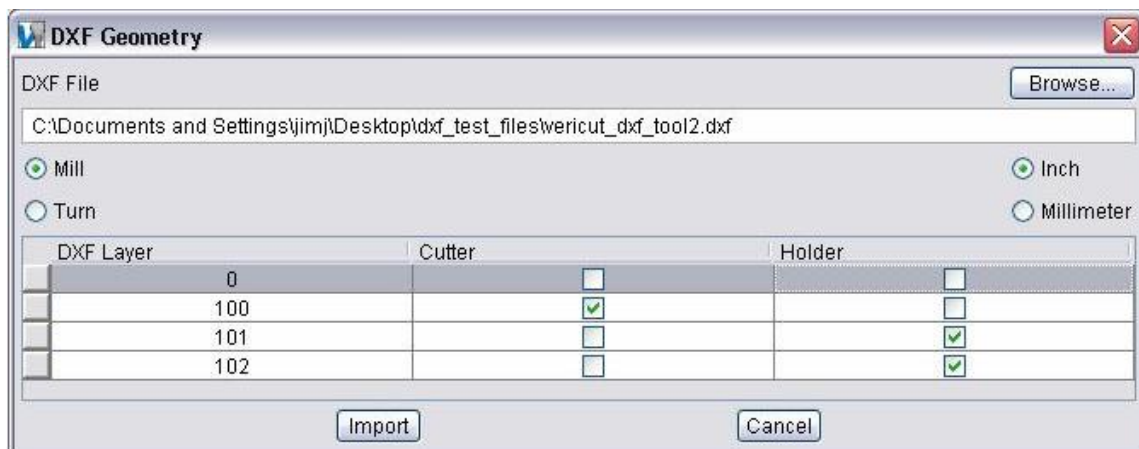 DXF Geometry
DXF File
Browse...
C:\Documents and Settings\jimj\Desktop\dxf_test_files\vericut_dxf_tool2.dxf
Mill
Inch
Turn
Millimeter
DXF Layer Cutter Holder
0
100
101
102
Import Cancel